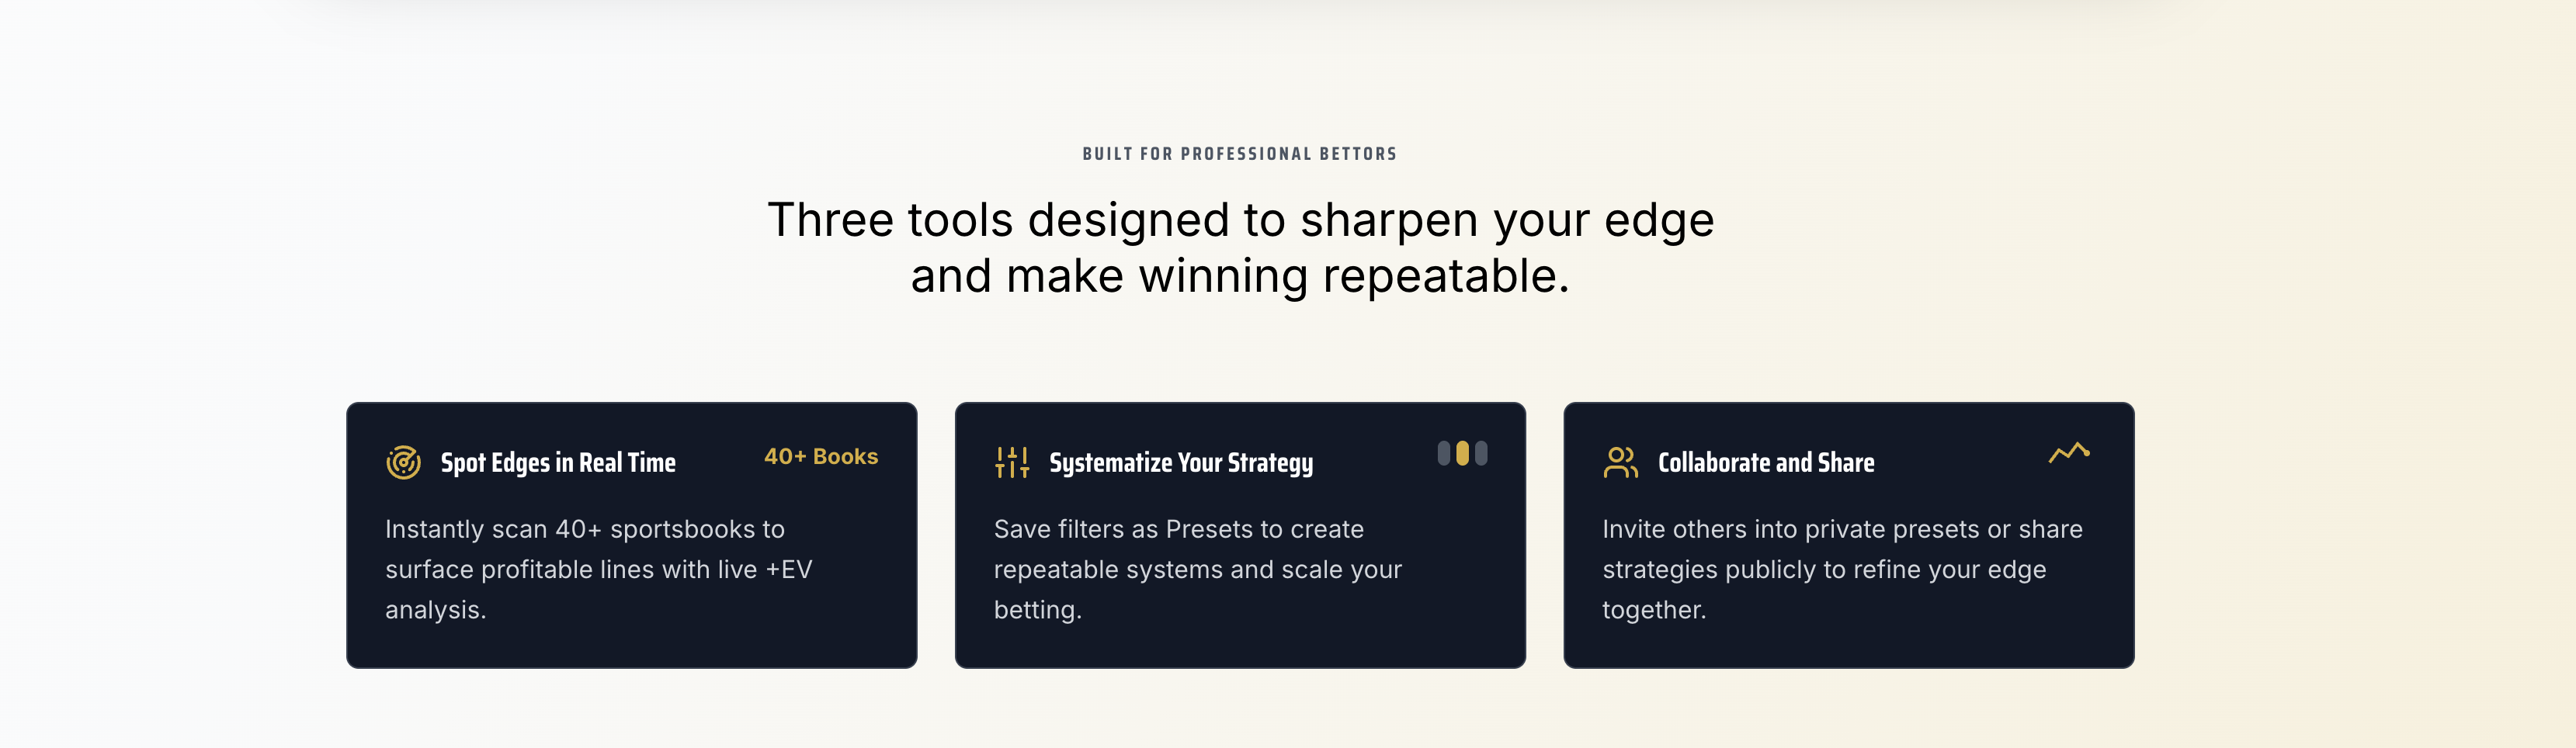 BUILT FOR PROFESSIONAL BETTORS
Three tools designed to sharpen your edge
and make winning repeatable.
Spot Edges in Real Time
40+ Books
Instantly scan 40+ sportsbooks to
surface profitable lines with live +EV
analysis.
Systematize Your Strategy
Save filters as Presets to create
repeatable systems and scale your
betting.
Collaborate and Share
Invite others into private presets or share
strategies publicly to refine your edge
together.